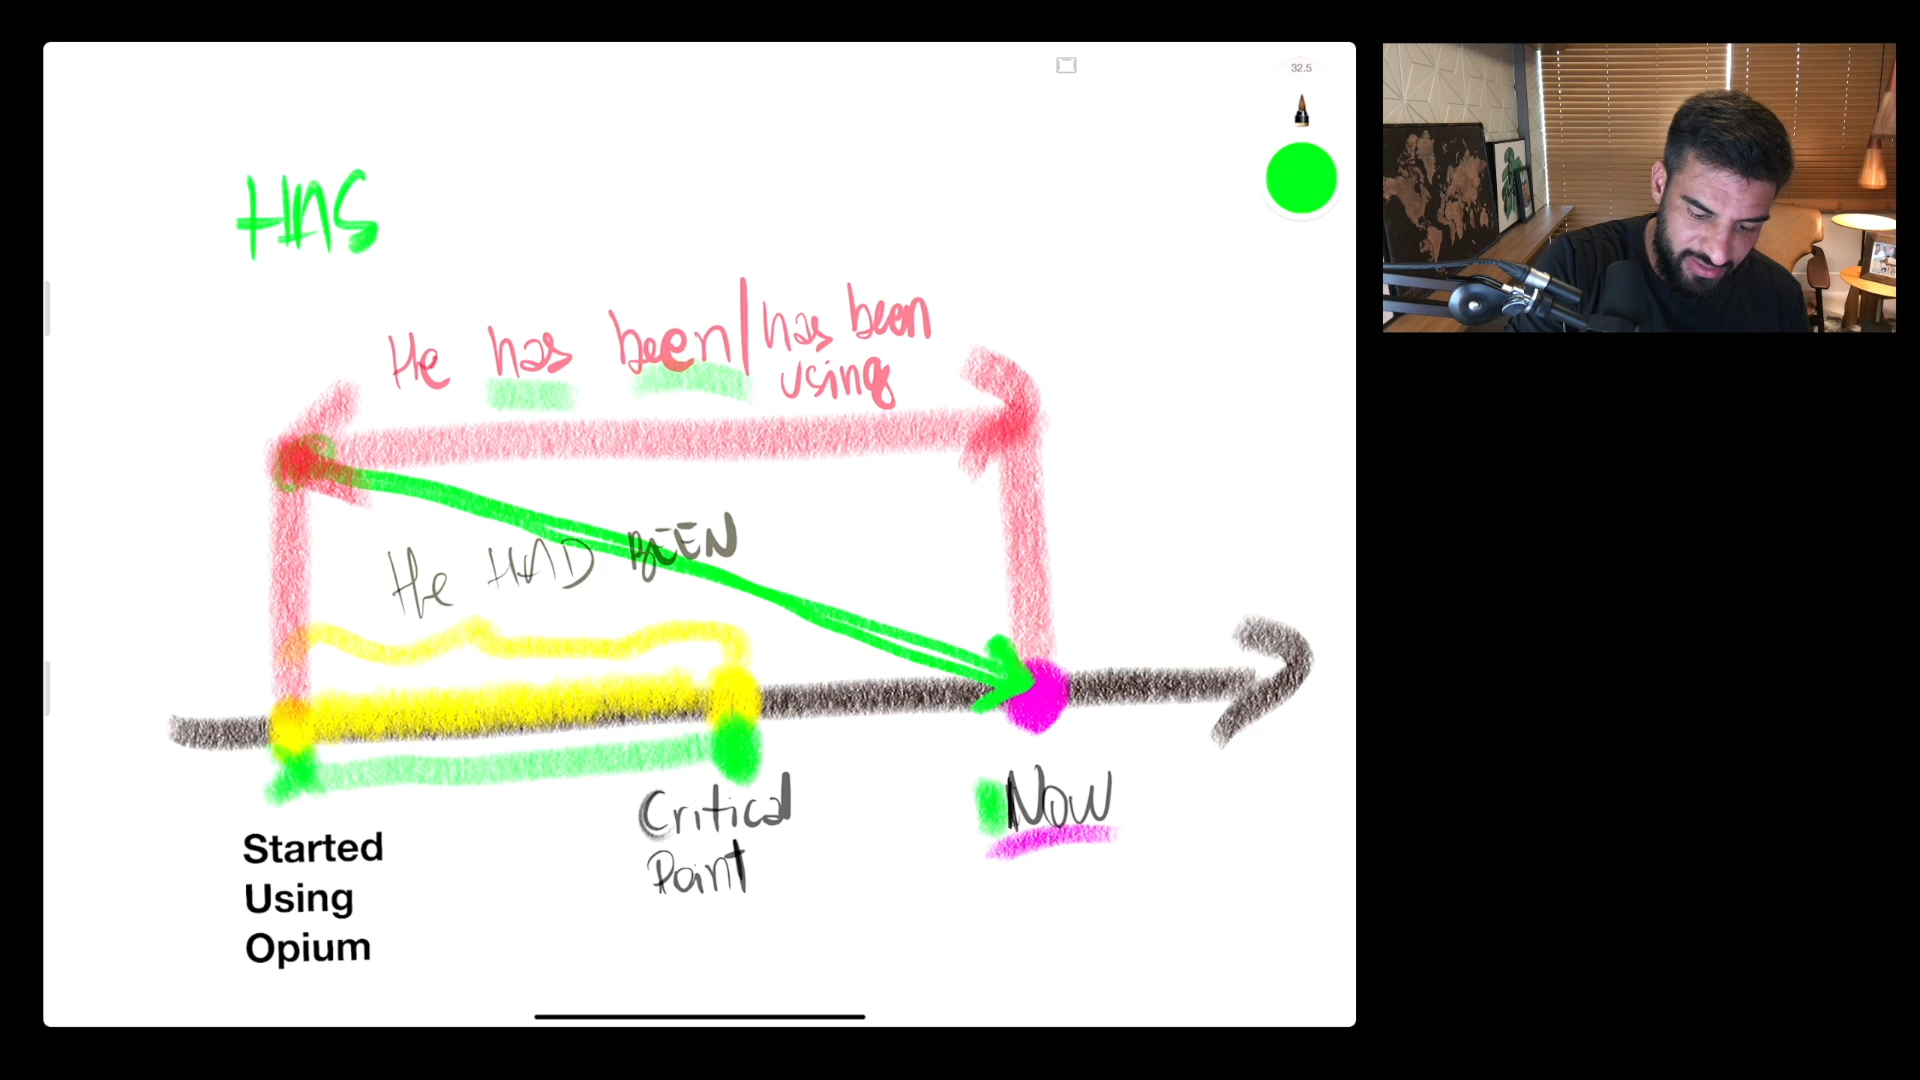 32.5
HAS
He has been | has been
using
He HAD BEEN
Critical
Point
Now
Started
Using
Opium